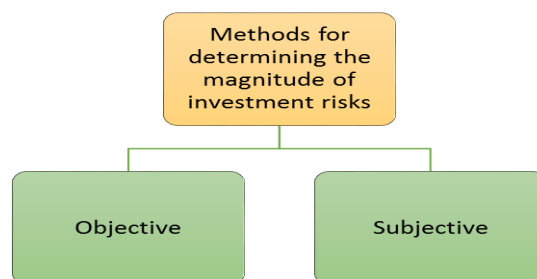 Methods for
determining the
magnitude of
investment risks
Objective
Subjective